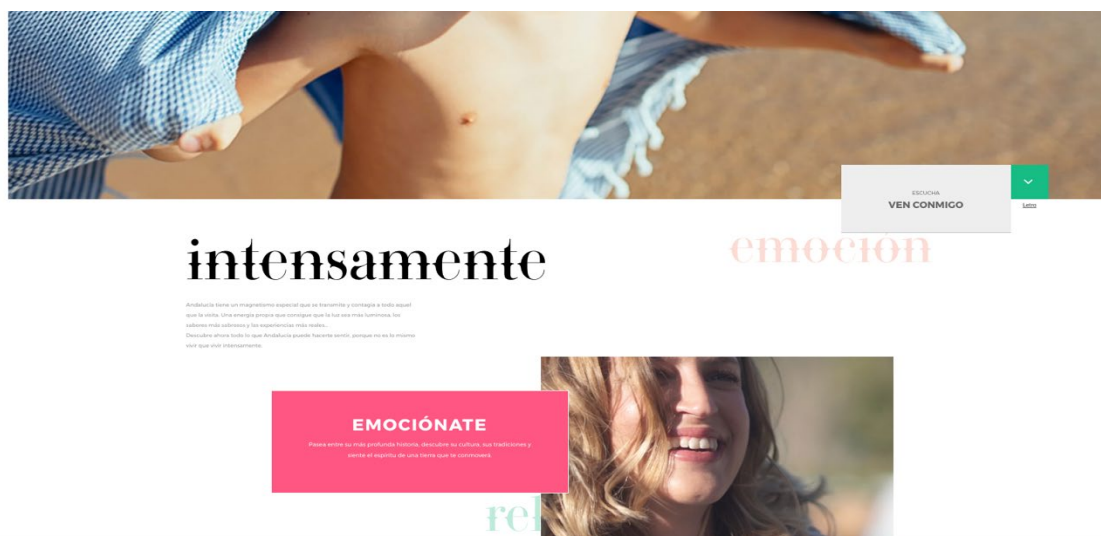 ESCUCHA
VEN CONMIGO
Letra
intensamente
emoción
Andalucía tiene un magnetismo especial que se transmite y contagia a todo aquel
que la visita. Una energía propia que consigue que la luz sea más luminosa, los
sabores más sabrosos y las experiencias más reales...
Descubre ahora todo lo que Andalucía puede hacerte sentir, porque no es lo mismo
vivir que vivir intensamente.
EMOCIÓNATE
Pasea entre su más profunda historia, descubre su cultura, sus tradiciones y
siente el espíritu de una tierra que te conmoverá.
rel